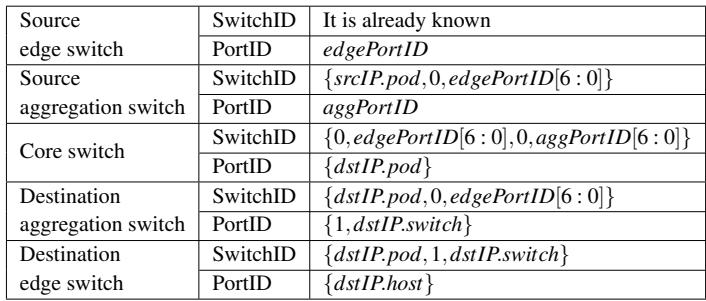 Source SwitchID It is already known
edge switch PortID edgePortID
Source SwitchID {srcIP.pod,0,edgePortID[6 : 0]}
aggregation switch PortID aggPortID
Core switch SwitchID {0,edgePortID[6 : 0],0,aggPortID[6 : 0]}
PortID {dstIP.pod}
Destination SwitchID {dstIP.pod,0,edgePortID[6 : 0]}
aggregation switch PortID {1,dstIP.switch}
Destination SwitchID {dstIP.pod,1,dstIP.switch}
edge switch PortID {dstIP.host}